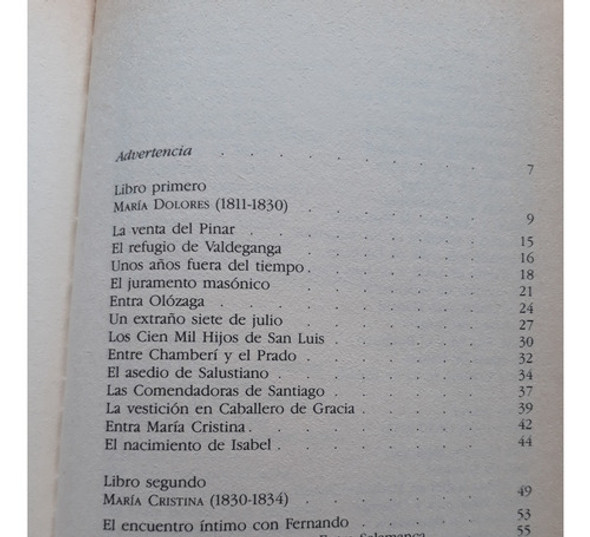 Advertencia . . . . . . . . . 7
Libro primero
MARÍA DOLORES (1811-1830) . . . . . . 9
La venta del Pinar . . . . . . . 15
El refugio de Valdeganga . . . . . . 16
Unos años fuera del tiempo . . . . . . 18
El juramento masónico . . . . . . 21
Entra Olózaga . . . . . . . . 24
Un extraño siete de julio . . . . . . 27
Los Cien Mil Hijos de San Luis . . . . . 30
Entre Chamberí y el Prado . . . . . . 32
El asedio de Salustiano . . . . . . 34
Las Comendadoras de Santiago . . . . . 37
La vestición en Caballero de Gracia . . . . 39
Entra María Cristina . . . . . . . 42
El nacimiento de Isabel . . . . . . 44
Libro segundo
MARÍA CRISTINA (1830-1834) . . . . . 49
El encuentro íntimo con Fernando . . . . 53
Salamanca . . . 55